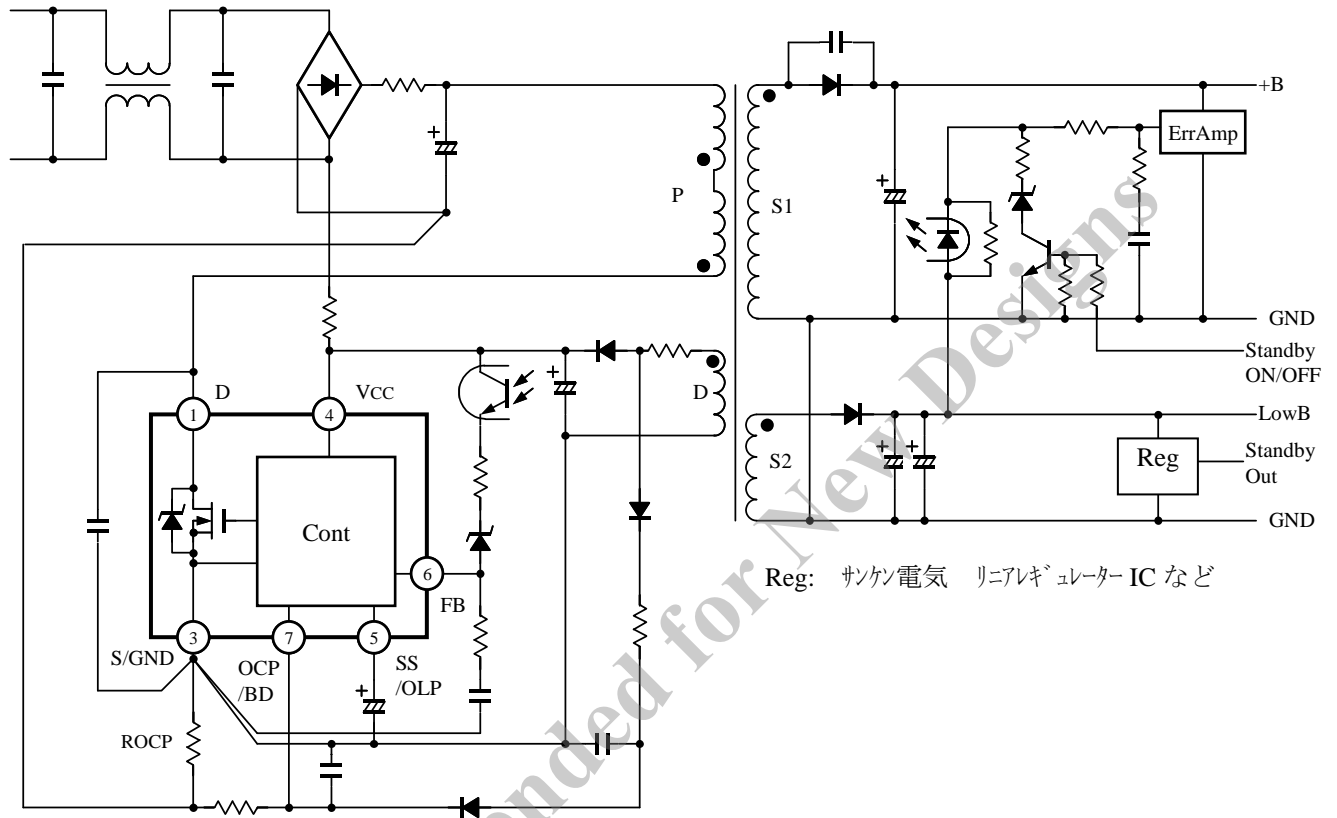 +B
ErrAmp
P
S1
GND
Standby
ON/OFF
D
VCC
D
1
4
LowB
S2
Reg
Standby
Out
Cont
GND
6
FB
Reg: サンケン電気 リニアレギュレーター IC など
3
7
5
S/GND
OCP
/BD
SS
/OLP
ROCP
ended for New Designs